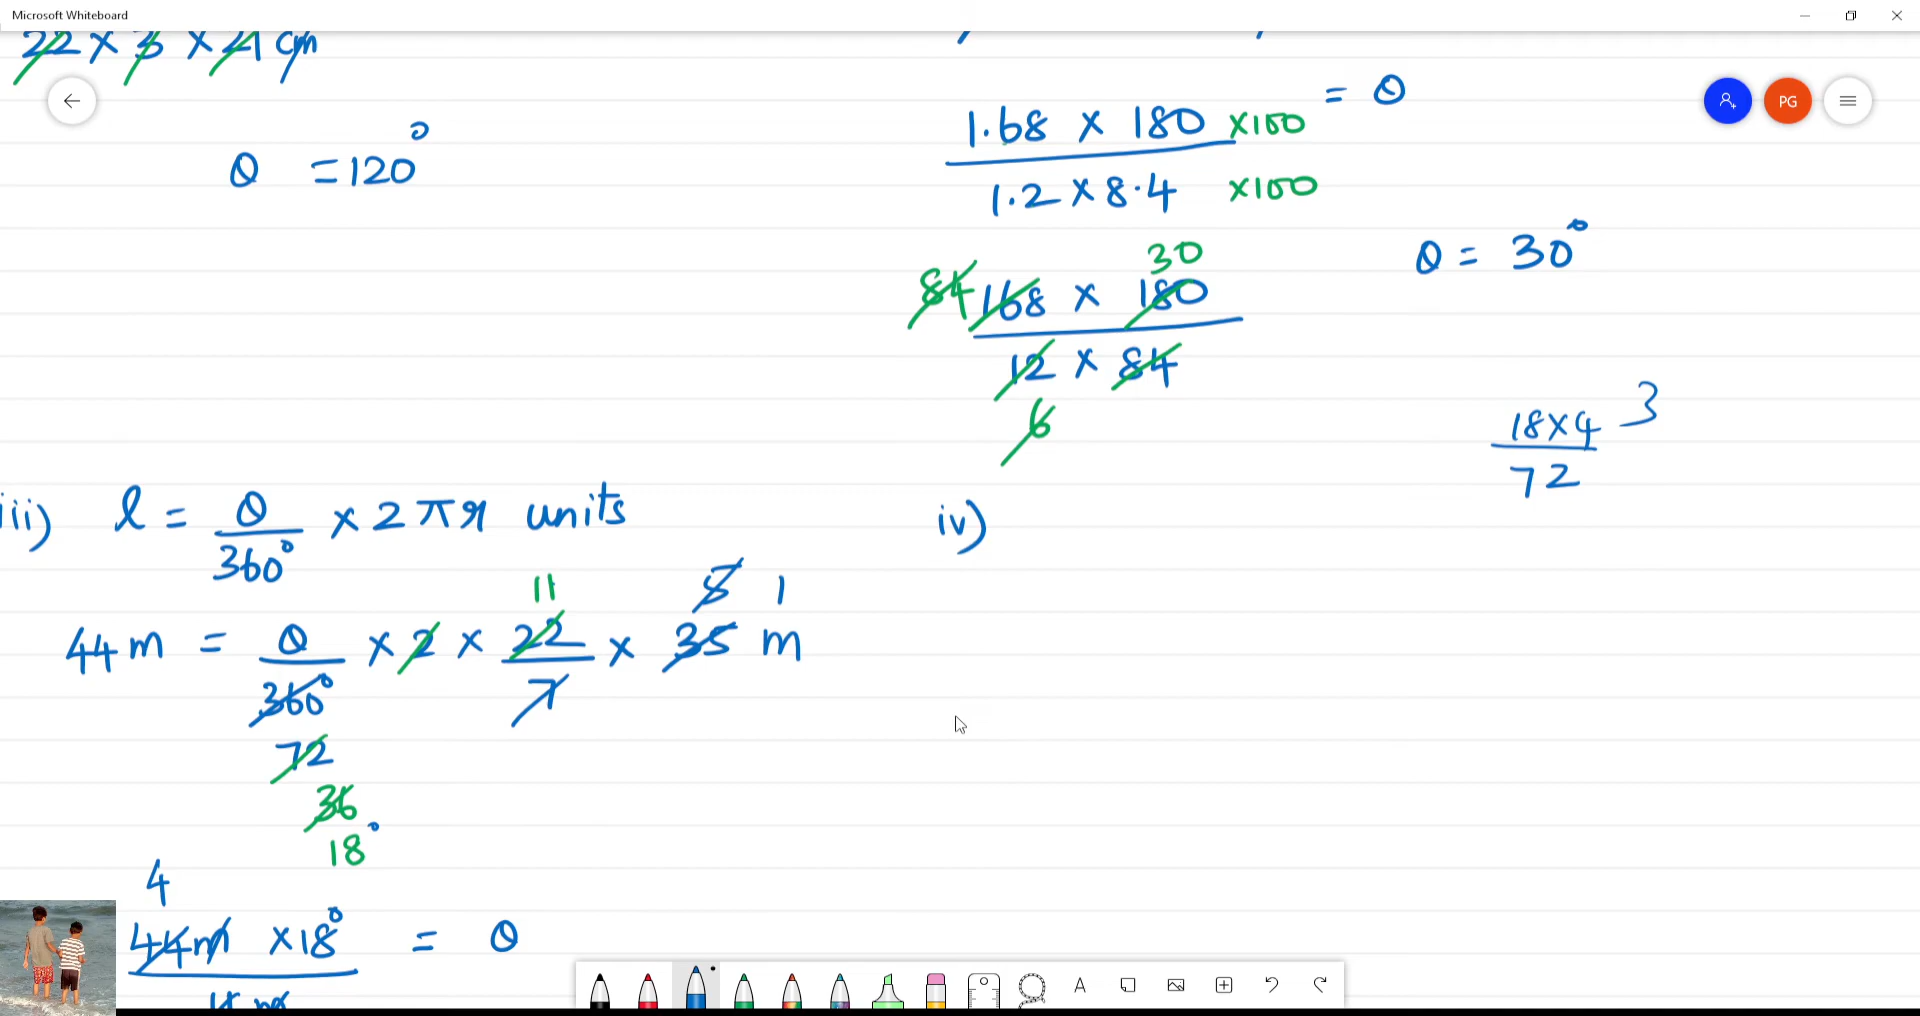 Microsoft Whiteboard
22 × 3 × 21 cm
θ = 120°
1.68 × 180 ×100 = θ
1.2 × 8.4 ×100
θ = 30°
30
84 168 × 180
12 × 84
6
18×4 3
72
iii) l = θ/360° × 2πr units
iv)
11 5 1
44 m = θ/360° × 2 × 22/7 × 35 m
72
36
18°
4
44m × 18° = θ
PG
A